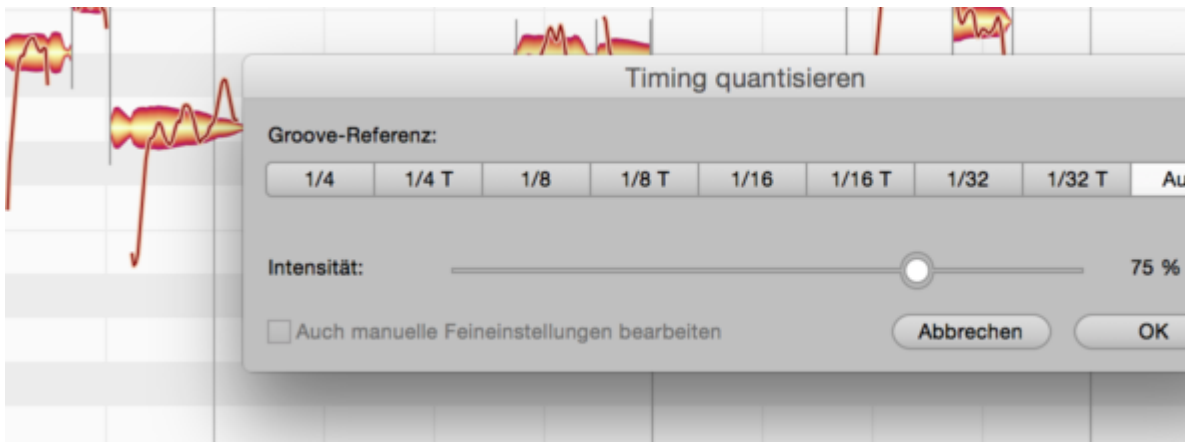 Timing quantisieren
Groove-Referenz:
1/4 1/4 T 1/8 1/8 T 1/16 1/16 T 1/32 1/32 T Au
Intensität: 75 %
Auch manuelle Feineinstellungen bearbeiten Abbrechen OK